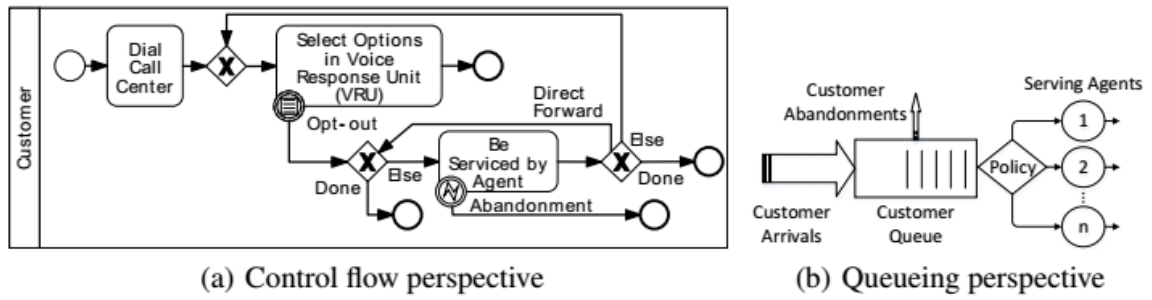 Customer
Dial
Call
Center
X
Select Options
in Voice
Response Unit
(VRU)
Opt-out
Direct
Forward
X
Done
Else
Be
Serviced by
Agent
Abandonment
X
Else
Done
(a) Control flow perspective
Customer
Abandonments
Serving Agents
Policy
1
2
n
Customer
Arrivals
Customer
Queue
(b) Queueing perspective